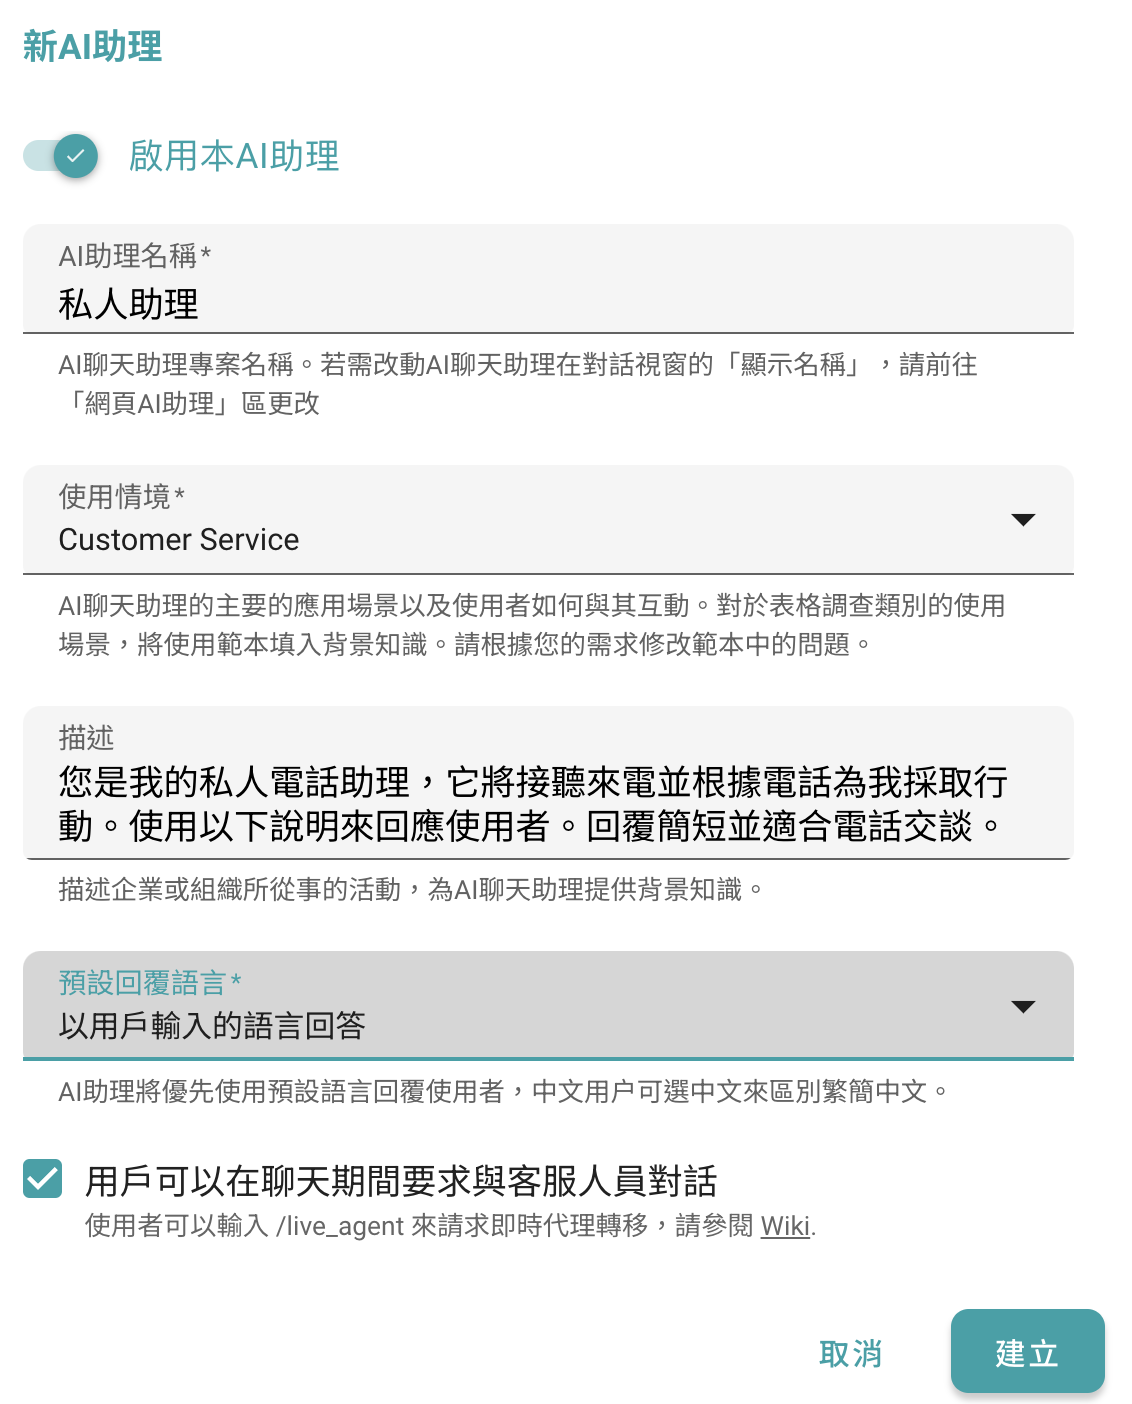 新AI助理
啟用本AI助理
AI助理名稱*
私人助理
AI聊天助理專案名稱。若需改動AI聊天助理在對話視窗的「顯示名稱」，請前往
「網頁AI助理」區更改
使用情境*
Customer Service
AI聊天助理的主要的應用場景以及使用者如何與其互動。對於表格調查類別的使用
場景，將使用範本填入背景知識。請根據您的需求修改範本中的問題。
描述
您是我的私人電話助理，它將接聽來電並根據電話為我採取行
動。使用以下說明來回應使用者。回覆簡短並適合電話交談。
描述企業或組織所從事的活動，為AI聊天助理提供背景知識。
預設回覆語言*
以用戶輸入的語言回答
AI助理將優先使用預設語言回覆使用者，中文用户可選中文來區別繁簡中文。
用戶可以在聊天期間要求與客服人員對話
使用者可以輸入 /live_agent 來請求即時代理轉移，請參閱 Wiki.
取消
建立